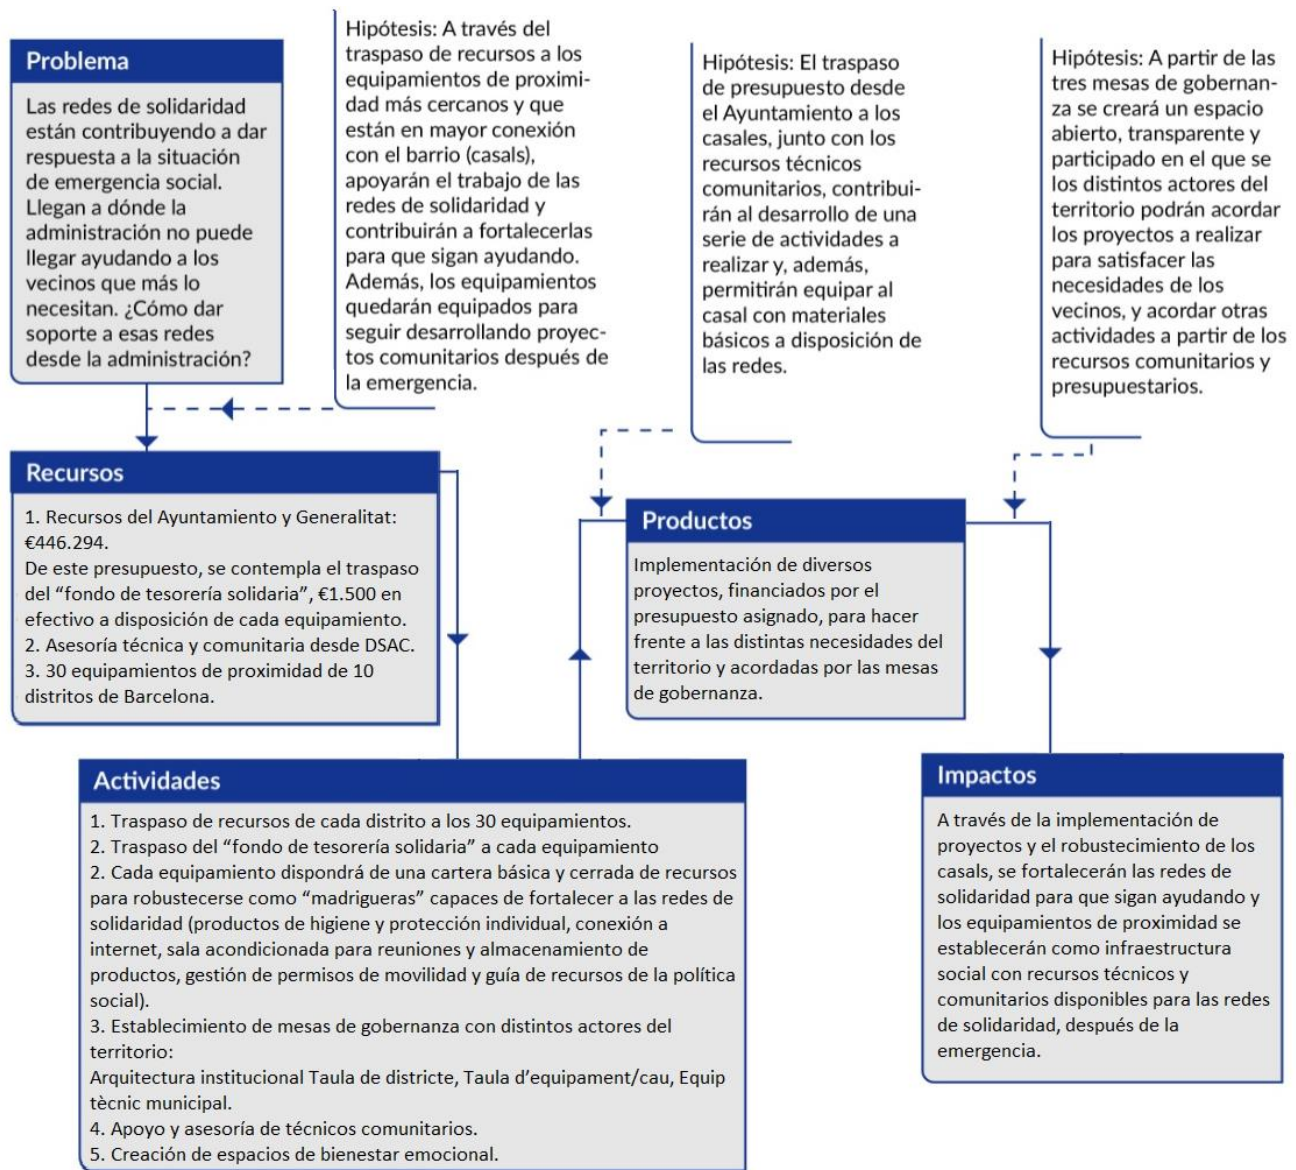 Problema
Las redes de solidaridad
están contribuyendo a dar
respuesta a la situación
de emergencia social.
Llegan a dónde la
administración no puede
llegar ayudando a los
vecinos que más lo
necesitan. ¿Cómo dar
soporte a esas redes
desde la administración?
Hipótesis: A través del
traspaso de recursos a los
equipamientos de proximi-
dad más cercanos y que
están en mayor conexión
con el barrio (casals),
apoyarán el trabajo de las
redes de solidaridad y
contribuirán a fortalecerlas
para que sigan ayudando.
Además, los equipamientos
quedarán equipados para
seguir desarrollando proyec-
tos comunitarios después de
la emergencia.
Hipótesis: El traspaso
de presupuesto desde
el Ayuntamiento a los
casales, junto con los
recursos técnicos
comunitarios, contribui-
rán al desarrollo de una
serie de actividades a
realizar y, además,
permitirán equipar al
casal con materiales
básicos a disposición de
las redes.
Hipótesis: A partir de las
tres mesas de gobernan-
za se creará un espacio
abierto, transparente y
participado en el que se
los distintos actores del
territorio podrán acordar
los proyectos a realizar
para satisfacer las
necesidades de los
vecinos, y acordar otras
actividades a partir de los
recursos comunitarios y
presupuestarios.
Recursos
1. Recursos del Ayuntamiento y Generalitat:
€446.294.
De este presupuesto, se contempla el traspaso
del “fondo de tesorería solidaria”, €1.500 en
efectivo a disposición de cada equipamiento.
2. Asesoría técnica y comunitaria desde DSAC.
3. 30 equipamientos de proximidad de 10
distritos de Barcelona.
Productos
Implementación de diversos
proyectos, financiados por el
presupuesto asignado, para hacer
frente a las distintas necesidades del
territorio y acordadas por las mesas
de gobernanza.
Actividades
1. Traspaso de recursos de cada distrito a los 30 equipamientos.
2. Traspaso del “fondo de tesorería solidaria” a cada equipamiento
2. Cada equipamiento dispondrá de una cartera básica y cerrada de recursos
para robustecerse como “madrigueras” capaces de fortalecer a las redes de
solidaridad (productos de higiene y protección individual, conexión a
internet, sala acondicionada para reuniones y almacenamiento de
productos, gestión de permisos de movilidad y guía de recursos de la política
social).
3. Establecimiento de mesas de gobernanza con distintos actores del
territorio:
Arquitectura institucional Taula de districte, Taula d’equipament/cau, Equip
tècnic municipal.
4. Apoyo y asesoría de técnicos comunitarios.
5. Creación de espacios de bienestar emocional.
Impactos
A través de la implementación de
proyectos y el robustecimiento de los
casals, se fortalecerán las redes de
solidaridad para que sigan ayudando y
los equipamientos de proximidad se
establecerán como infraestructura
social con recursos técnicos y
comunitarios disponibles para las redes
de solidaridad, después de la
emergencia.